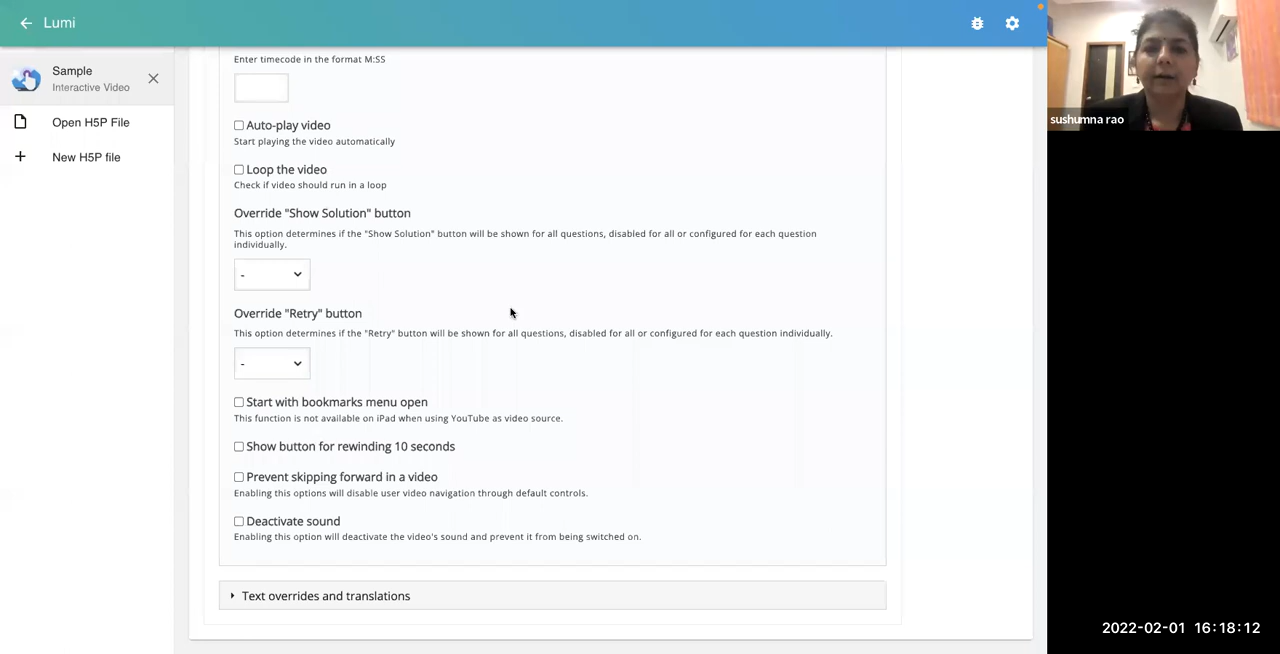 Lumi
Sample
Interactive Video
Open H5P File
New H5P file
Enter timecode in the format M:SS
Auto-play video
Start playing the video automatically
Loop the video
Check if video should run in a loop
Override "Show Solution" button
This option determines if the "Show Solution" button will be shown for all questions, disabled for all or configured for each question
individually.
-
Override "Retry" button
This option determines if the "Retry" button will be shown for all questions, disabled for all or configured for each question individually.
-
Start with bookmarks menu open
This function is not available on iPad when using YouTube as video source.
Show button for rewinding 10 seconds
Prevent skipping forward in a video
Enabling this options will disable user video navigation through default controls.
Deactivate sound
Enabling this option will deactivate the video's sound and prevent it from being switched on.
Text overrides and translations
sushumna rao
2022-02-01 16:18:12